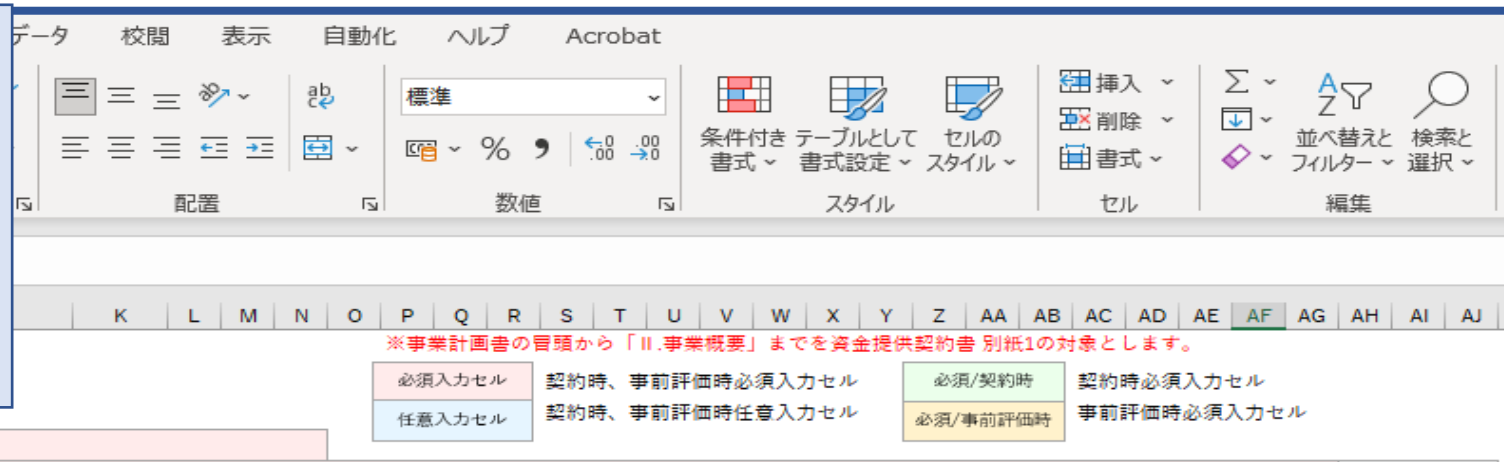 データ 校閲 表示 自動化 ヘルプ Acrobat
標準
挿入
削除
書式
条件付き書式
テーブルとして書式設定
セルのスタイル
並べ替えとフィルター
検索と選択
配置 数値 スタイル セル 編集
K L M N O P Q R S T U V W X Y Z AA AB AC AD AE AF AG AH AI AJ
※事業計画書の冒頭から「Ⅱ.事業概要」までを資金提供契約書 別紙1の対象とします。
必須入力セル 契約時、事前評価時必須入力セル 必須/契約時 契約時必須入力セル
任意入力セル 契約時、事前評価時任意入力セル 必須/事前評価時 事前評価時必須入力セル